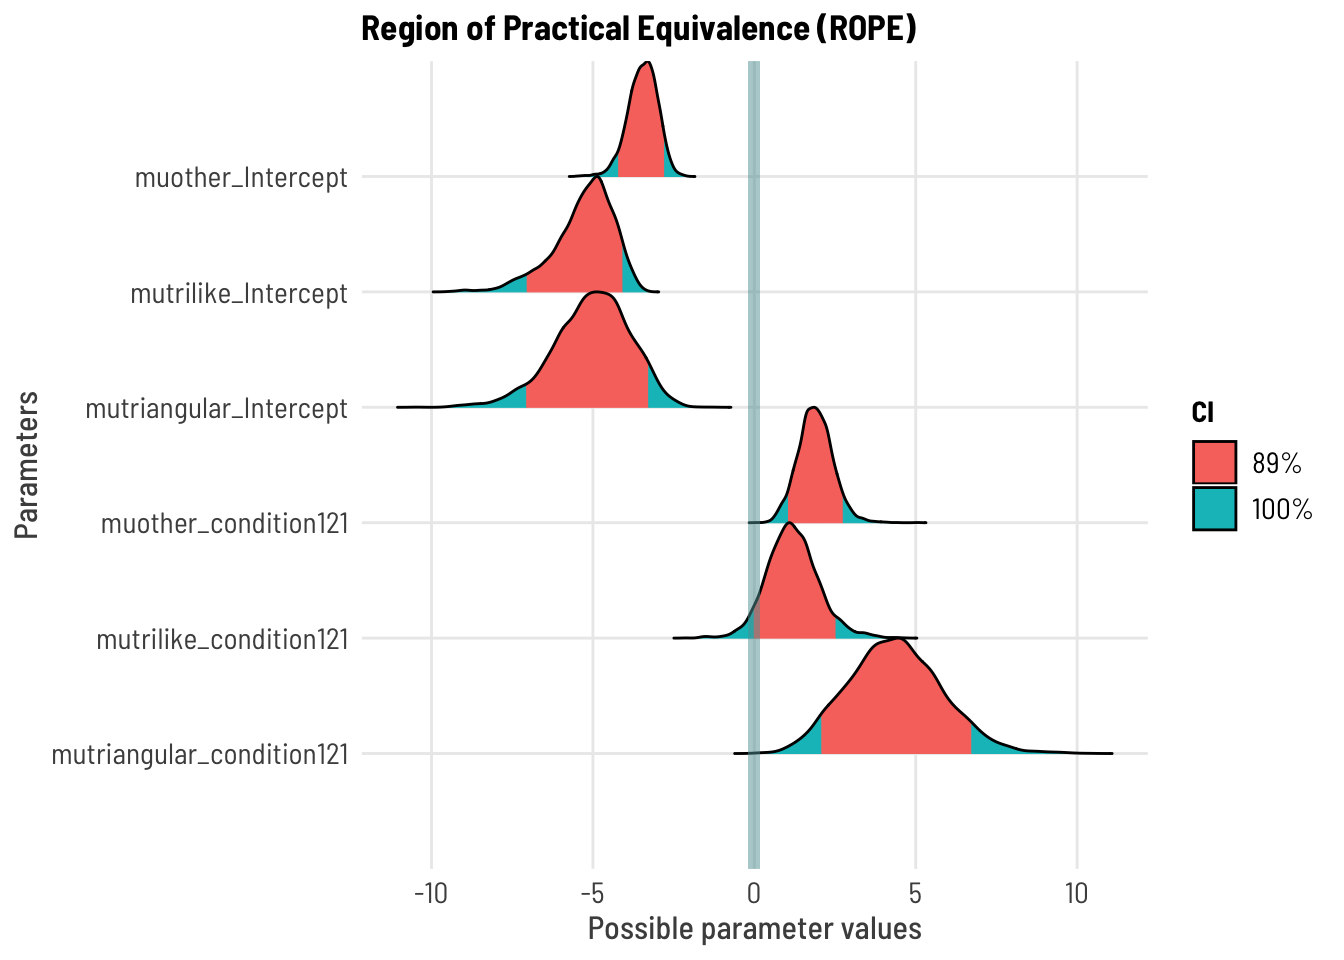 Region of Practical Equivalence (ROPE)
muother_Intercept
mutrilike_Intercept
mutriangular_Intercept
muother_condition121
mutrilike_condition121
mutriangular_condition121
Parameters
-10
-5
0
5
10
Possible parameter values
CI
89%
100%